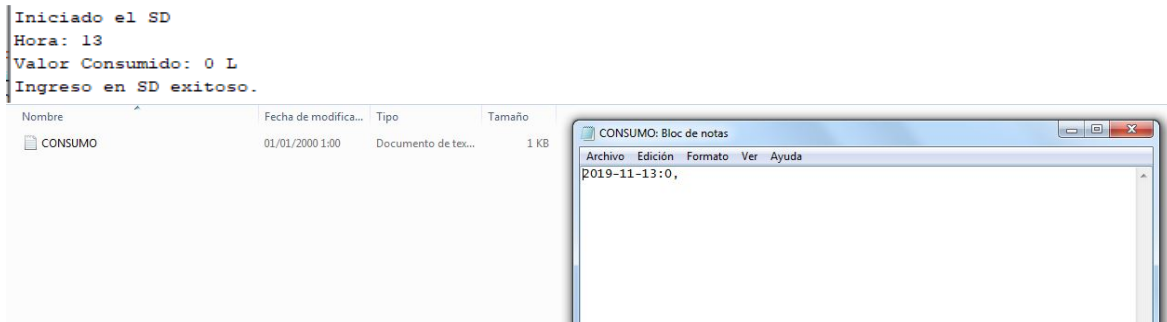 Iniciado el SD
Hora: 13
Valor Consumido: 0 L
Ingreso en SD exitoso.
Nombre Fecha de modifica... Tipo Tamaño
CONSUMO 01/01/2000 1:00 Documento de tex... 1 KB
CONSUMO: Bloc de notas
Archivo Edición Formato Ver Ayuda
2019-11-13:0,